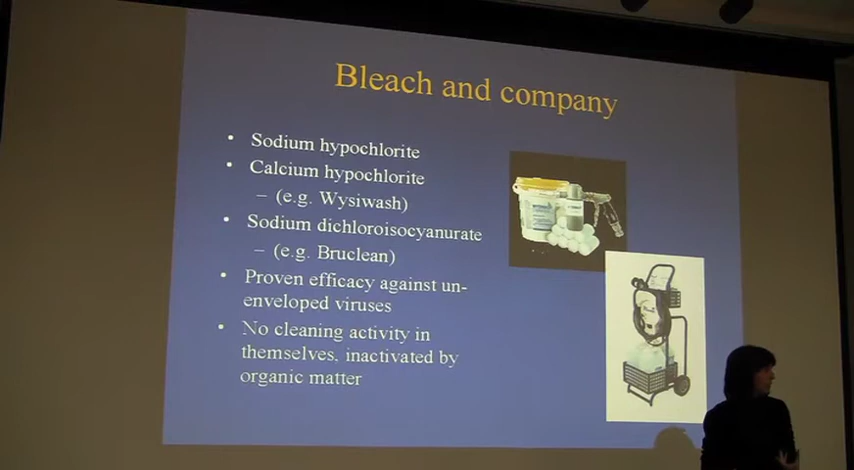 Bleach and company
• Sodium hypochlorite
• Calcium hypochlorite
– (e.g. Wysiwash)
• Sodium dichloroisocyanurate
– (e.g. Bruclean)
• Proven efficacy against un-
enveloped viruses
• No cleaning activity in
themselves, inactivated by
organic matter